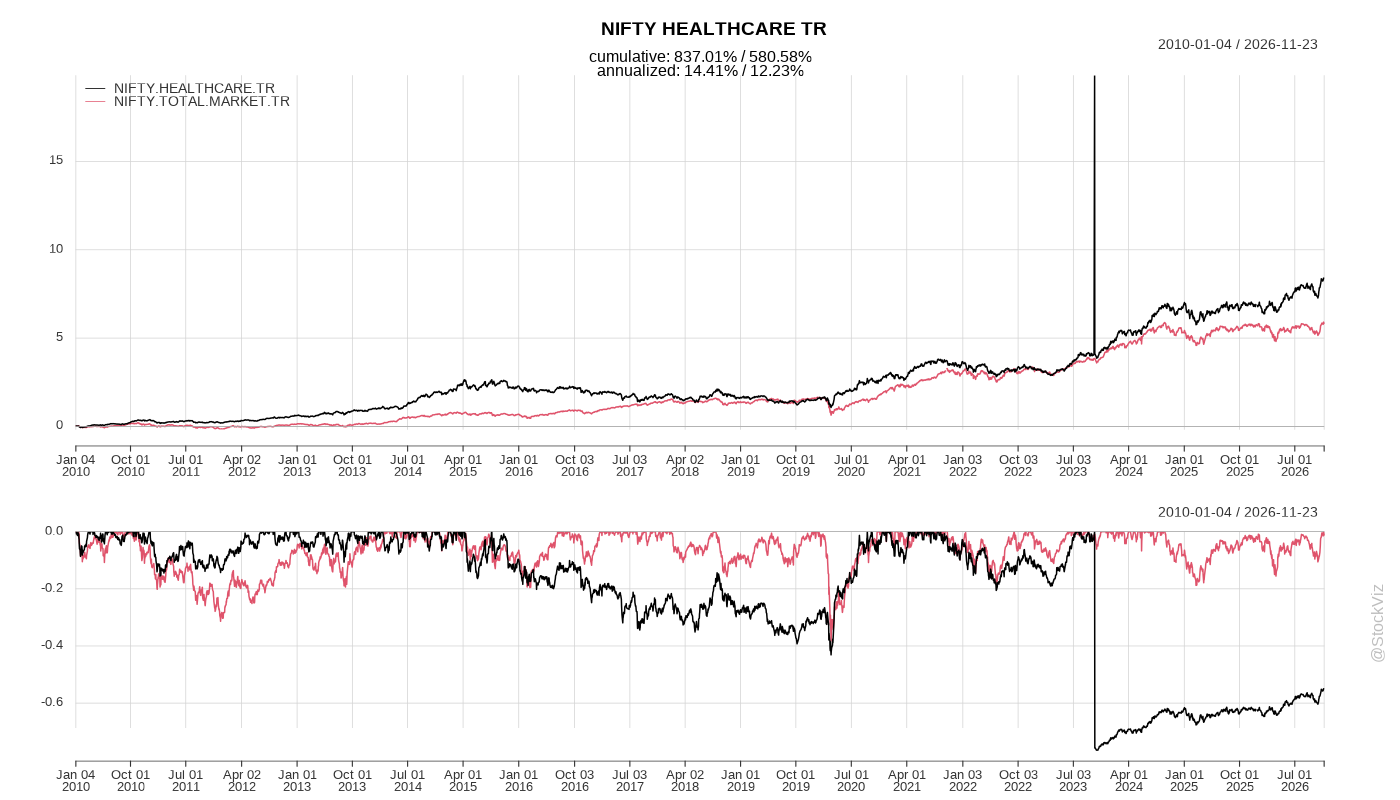 NIFTY HEALTHCARE TR
cumulative: 837.01% / 580.58%
annualized: 14.41% / 12.23%
2010-01-04 / 2026-11-23
NIFTY.HEALTHCARE.TR
NIFTY.TOTAL.MARKET.TR
15
10
5
0
Jan 04 Oct 01 Jul 01 Apr 02 Jan 01 Oct 01 Jul 01 Apr 01 Jan 01 Oct 03 Jul 03 Apr 02 Jan 01 Oct 01 Jul 01 Apr 01 Jan 03 Oct 03 Jul 03 Apr 01 Jan 01 Oct 01 Jul 01
2010 2010 2011 2012 2013 2013 2014 2015 2016 2016 2017 2018 2019 2019 2020 2021 2022 2022 2023 2024 2025 2025 2026
2010-01-04 / 2026-11-23
0.0
-0.2
-0.4
-0.6
Jan 04 Oct 01 Jul 01 Apr 02 Jan 01 Oct 01 Jul 01 Apr 01 Jan 01 Oct 03 Jul 03 Apr 02 Jan 01 Oct 01 Jul 01 Apr 01 Jan 03 Oct 03 Jul 03 Apr 01 Jan 01 Oct 01 Jul 01
2010 2010 2011 2012 2013 2013 2014 2015 2016 2016 2017 2018 2019 2019 2020 2021 2022 2022 2023 2024 2025 2025 2026
@StockViz